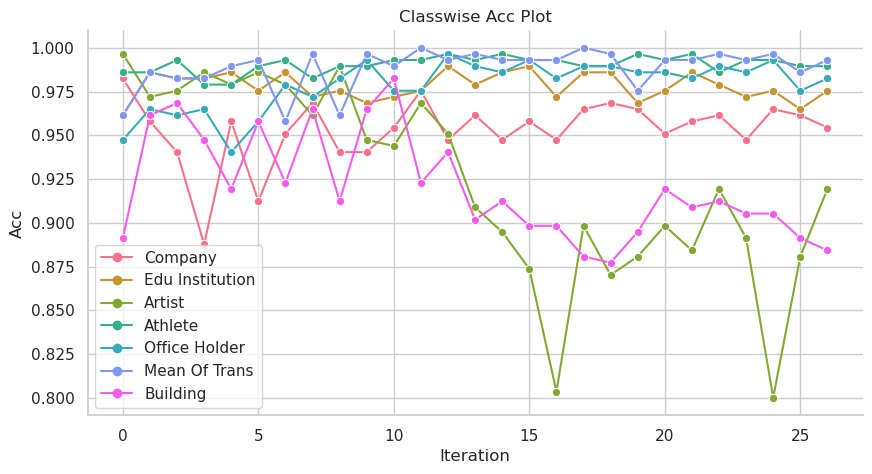 Classwise Acc Plot
1.000
0.975
0.950
0.925
0.900
0.875
0.850
0.825
0.800
Acc
Company
Edu Institution
Artist
Athlete
Office Holder
Mean Of Trans
Building
0 5 10 15 20 25
Iteration